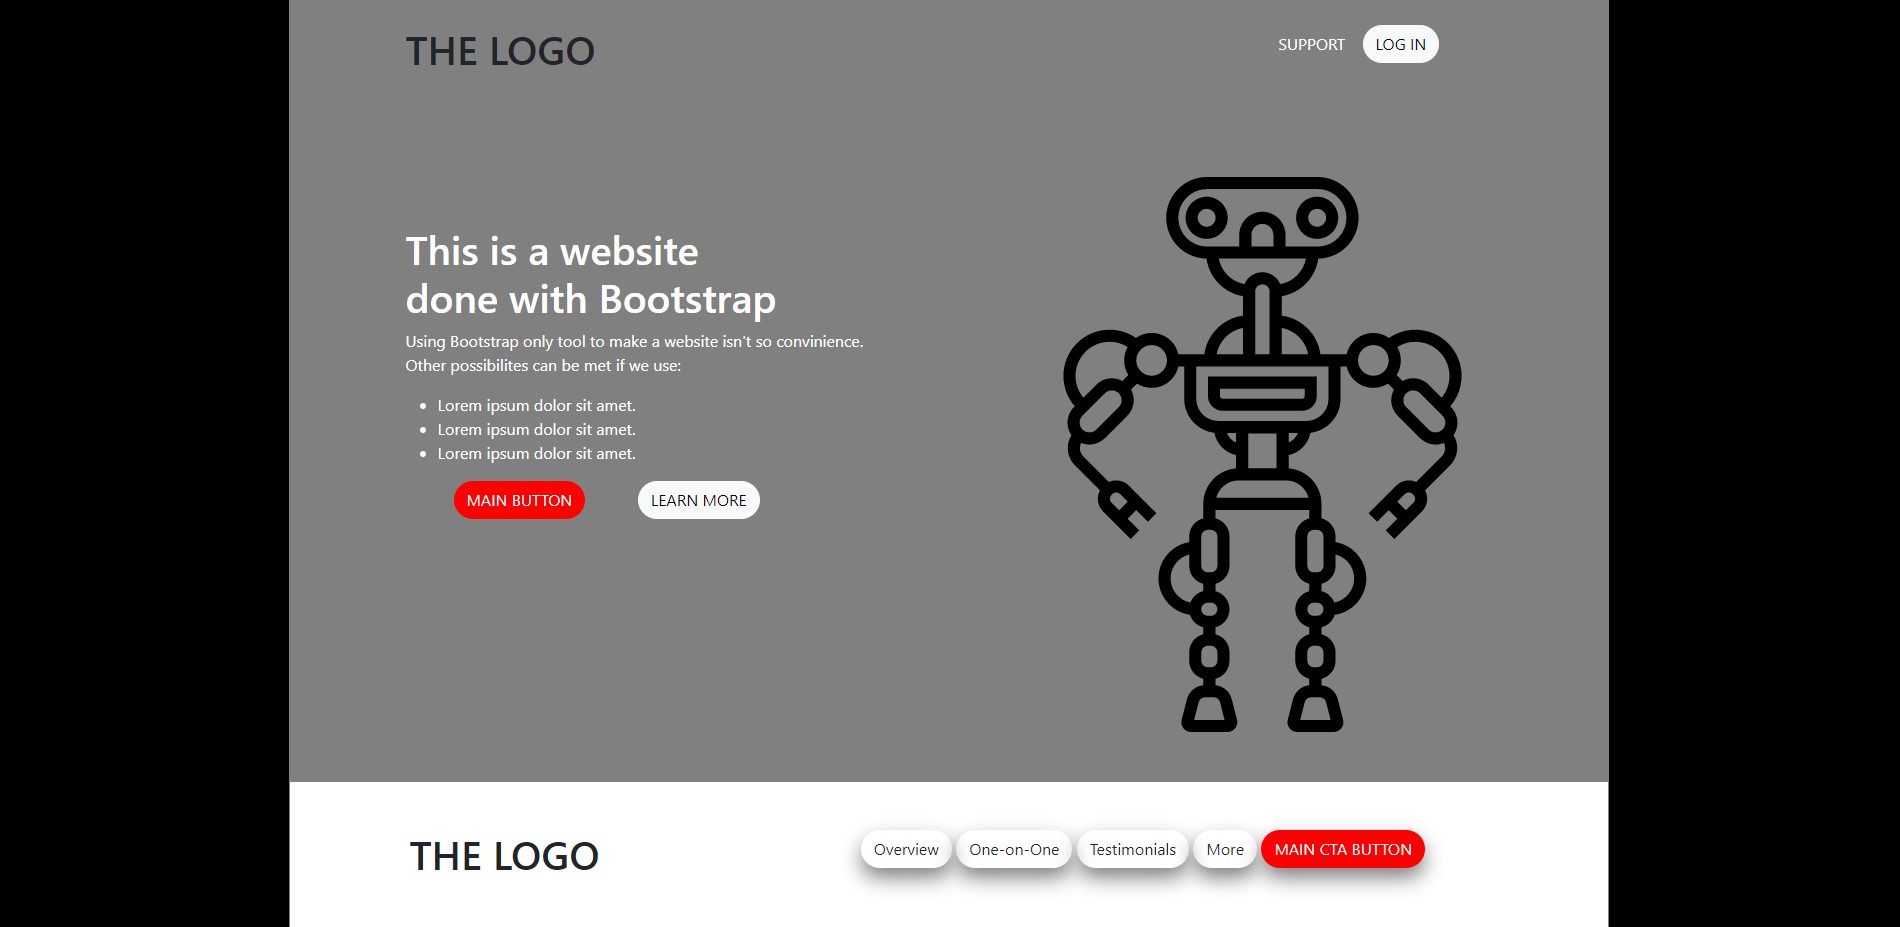 THE LOGO
SUPPORT
LOG IN
This is a website
done with Bootstrap
Using Bootstrap only tool to make a website isn't so convinience.
Other possibilites can be met if we use:
Lorem ipsum dolor sit amet.
Lorem ipsum dolor sit amet.
Lorem ipsum dolor sit amet.
MAIN BUTTON
LEARN MORE
THE LOGO
Overview
One-on-One
Testimonials
More
MAIN CTA BUTTON